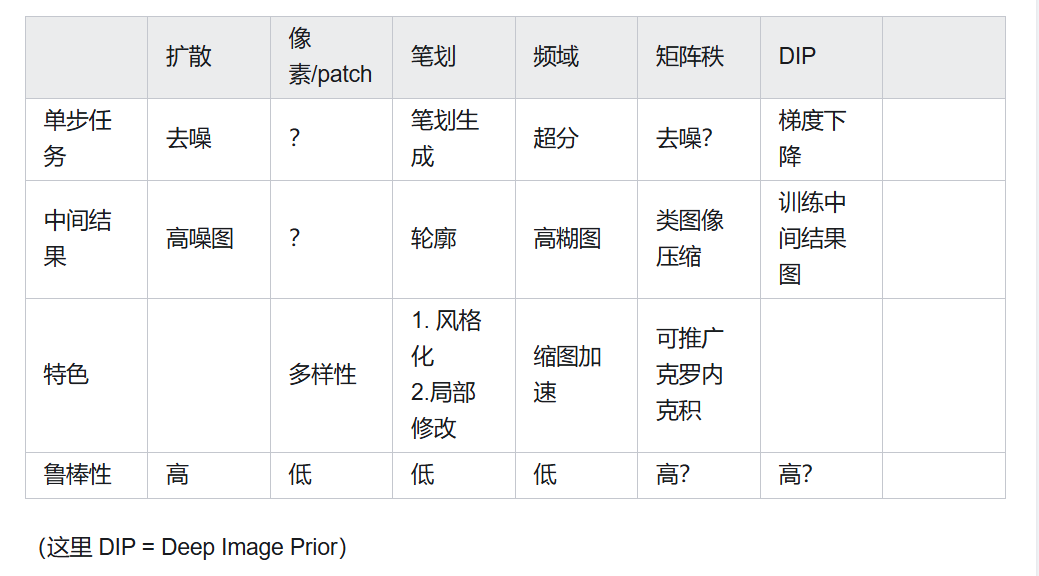 扩散
像
素/patch
笔划
频域
矩阵秩
DIP
单步任
务
去噪
?
笔划生
成
超分
去噪?
梯度下
降
中间结
果
高噪图
?
轮廓
高糊图
类图像
压缩
训练中
间结果
图
特色
多样性
1. 风格
化
2.局部
修改
缩图加
速
可推广
克罗内
克积
鲁棒性
高
低
低
低
高?
高?
(这里 DIP = Deep Image Prior)